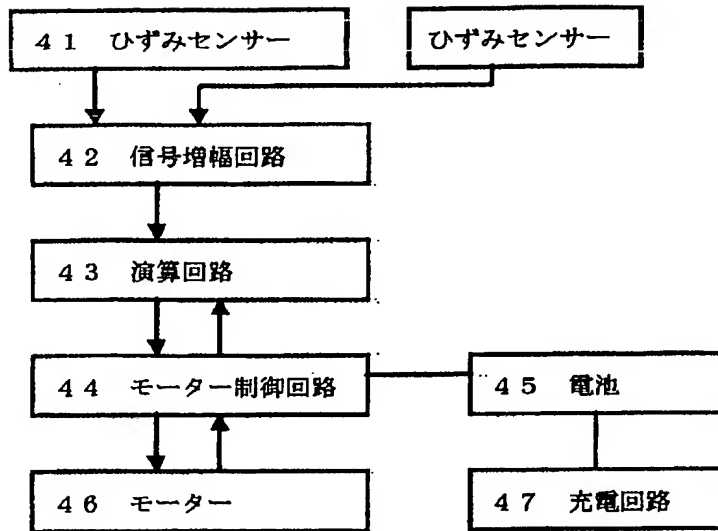 41 ひずみセンサー
ひずみセンサー
42 信号増幅回路
43 演算回路
44 モーター制御回路
45 電池
46 モーター
47 充電回路